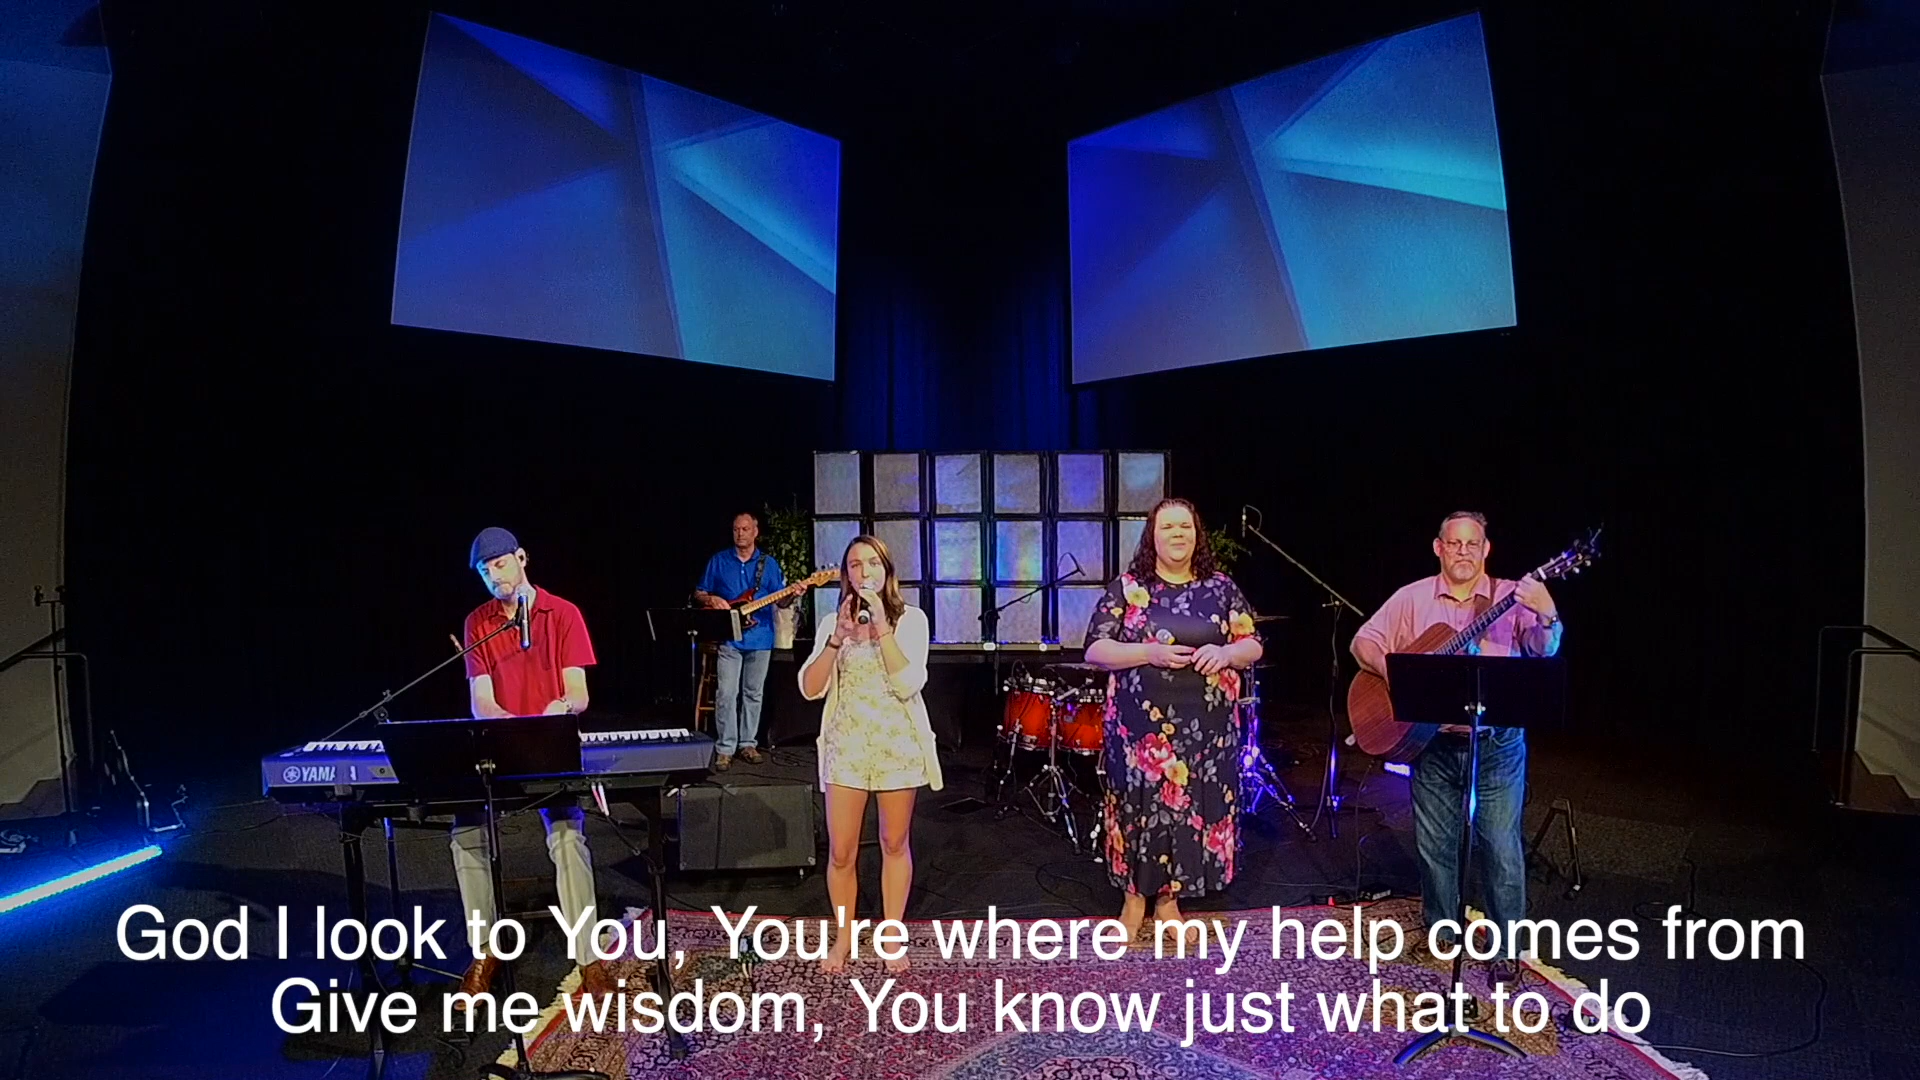 YAMA
God I look to You, You're where my help comes from
Give me wisdom, You know just what to do